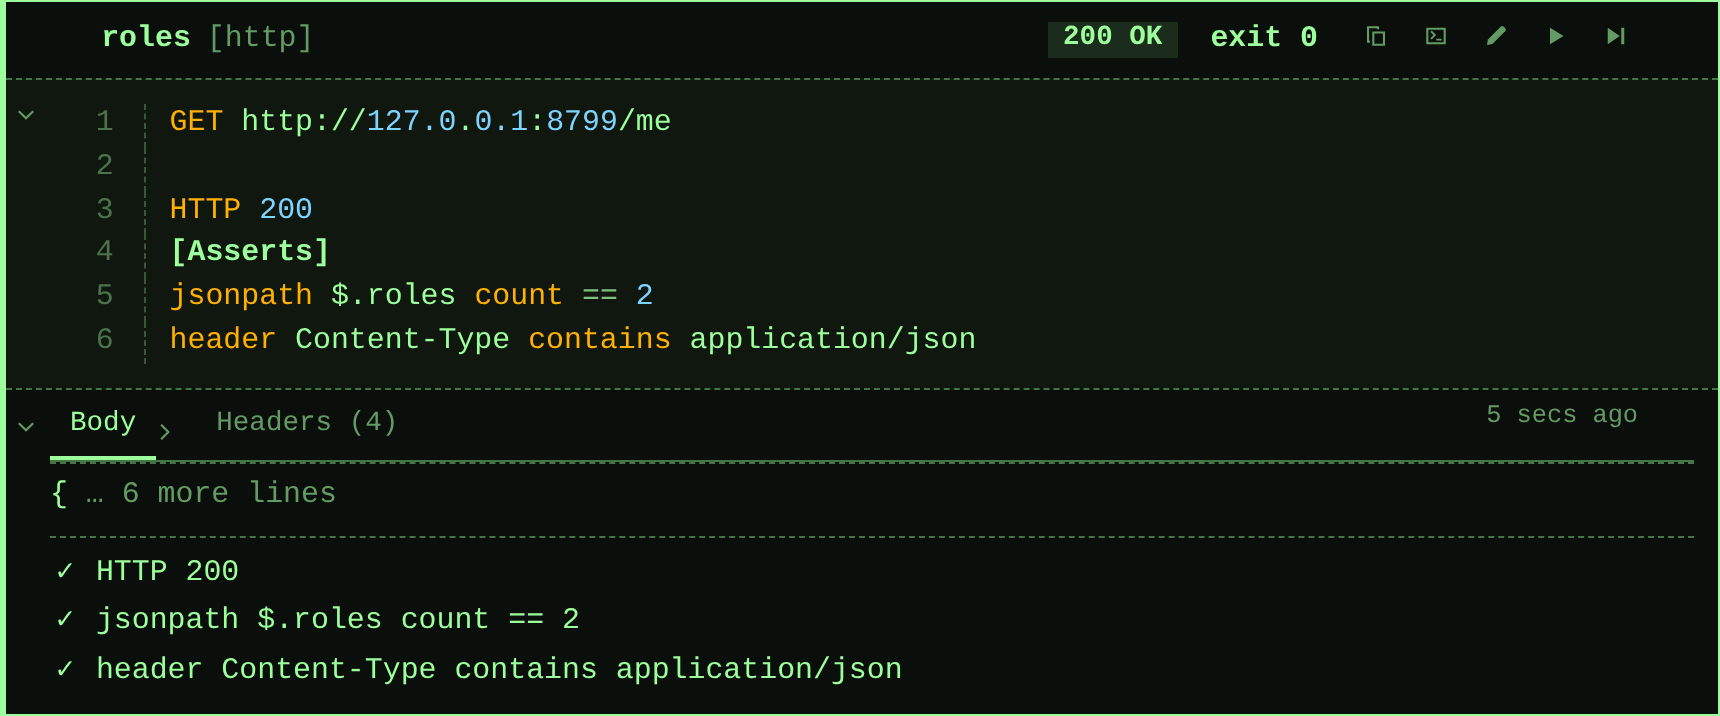 roles [http] 200 OK exit 0
1 GET http://127.0.0.1:8799/me
2
3 HTTP 200
4 [Asserts]
5 jsonpath $.roles count == 2
6 header Content-Type contains application/json
Body Headers (4) 5 secs ago
{ … 6 more lines
✓ HTTP 200
✓ jsonpath $.roles count == 2
✓ header Content-Type contains application/json